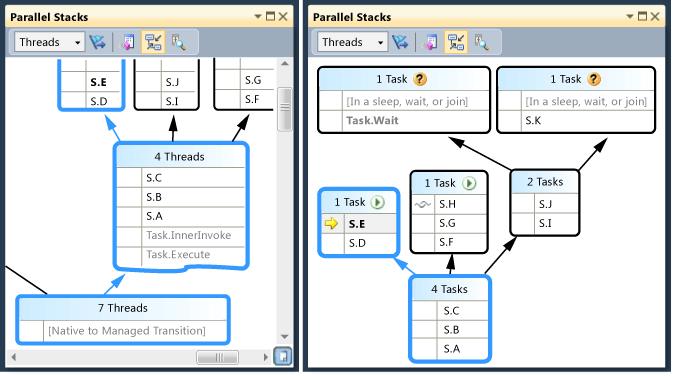 Parallel Stacks
Threads
S.E
S.D
S.J
S.I
S.G
S.F
4 Threads
S.C
S.B
S.A
Task.InnerInvoke
Task.Execute
7 Threads
[Native to Managed Transition]
Parallel Stacks
Threads
1 Task ?
[In a sleep, wait, or join]
Task.Wait
1 Task ?
[In a sleep, wait, or join]
S.K
1 Task
S.E
S.D
1 Task
S.H
S.G
S.F
2 Tasks
S.J
S.I
4 Tasks
S.C
S.B
S.A